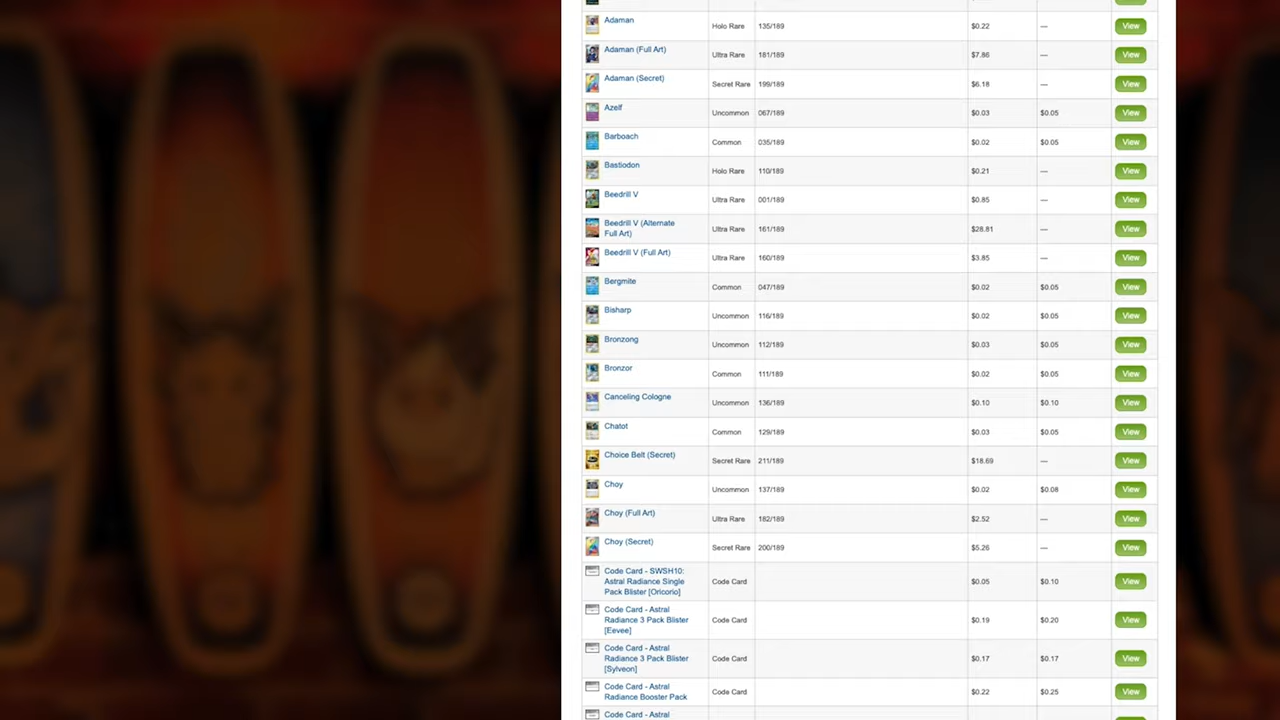 Adaman Holo Rare 135/189 $0.22 — View
Adaman (Full Art) Ultra Rare 181/189 $7.86 — View
Adaman (Secret) Secret Rare 199/189 $6.18 — View
Azelf Uncommon 067/189 $0.03 $0.05 View
Barboach Common 035/189 $0.02 $0.05 View
Bastiodon Holo Rare 110/189 $0.21 — View
Beedrill V Ultra Rare 001/189 $0.85 — View
Beedrill V (Alternate
Full Art) Ultra Rare 161/189 $28.81 — View
Beedrill V (Full Art) Ultra Rare 160/189 $3.85 — View
Bergmite Common 047/189 $0.02 $0.05 View
Bisharp Uncommon 116/189 $0.02 $0.05 View
Bronzong Uncommon 112/189 $0.03 $0.05 View
Bronzor Common 111/189 $0.02 $0.05 View
Canceling Cologne Uncommon 136/189 $0.10 $0.10 View
Chatot Common 129/189 $0.03 $0.05 View
Choice Belt (Secret) Secret Rare 211/189 $18.69 — View
Choy Uncommon 137/189 $0.02 $0.08 View
Choy (Full Art) Ultra Rare 182/189 $2.52 — View
Choy (Secret) Secret Rare 200/189 $5.26 — View
Code Card - SWSH10:
Astral Radiance Single Code Card $0.05 $0.10 View
Pack Blister [Oricorio]
Code Card - Astral
Radiance 3 Pack Blister Code Card $0.19 $0.20 View
[Eevee]
Code Card - Astral
Radiance 3 Pack Blister Code Card $0.17 $0.17 View
[Sylveon]
Code Card - Astral
Radiance Booster Pack Code Card $0.22 $0.25 View
Code Card - Astral